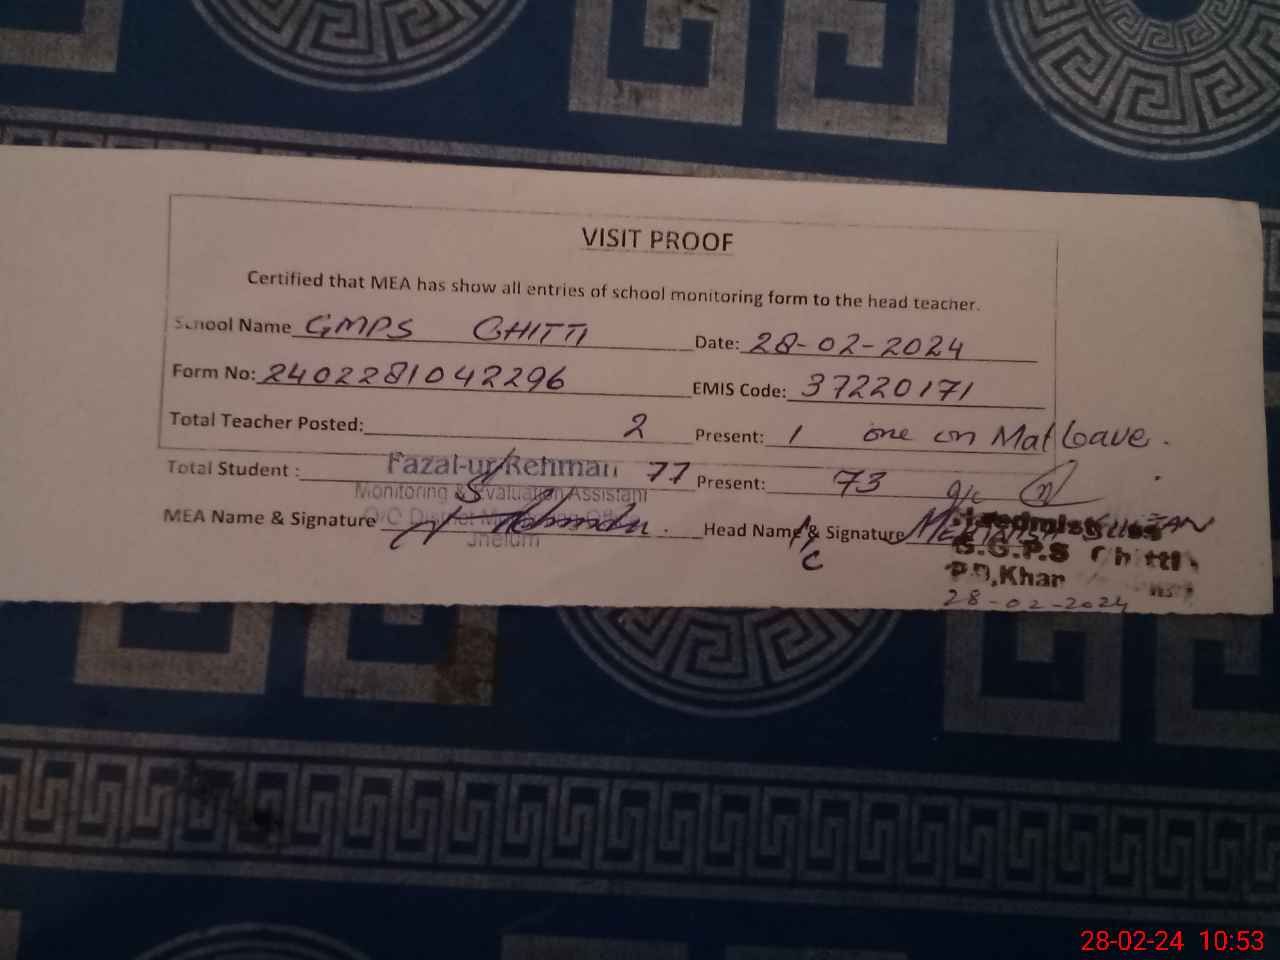 VISIT PROOF
Certified that MEA has show all entries of school monitoring form to the head teacher.
School Name GMPS CHITTI Date: 28-02-2024
Form No: 2402281042296 EMIS Code: 37220171
Total Teacher Posted: 2 Present: 1 one on Mat Leave.
Total Student : 77 Present: 73
Fazal-ur-Rehman
Monitoring & Evaluation Assistant
O/O District
Jhelum
MEA Name & Signature Head Name & Signature
Headmistress
G.G.P.S Chitti
P.D,Khan
28-02-2024
28-02-24 10:53